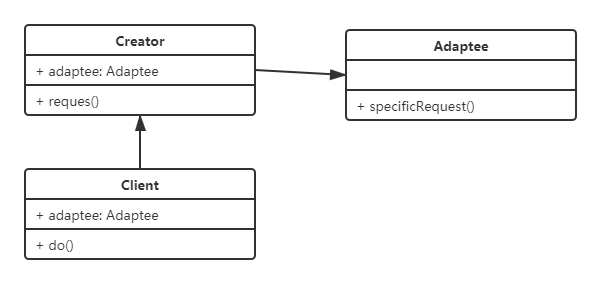 Creator
+ adaptee: Adaptee
+ reques()
Adaptee
+ specificRequest()
Client
+ adaptee: Adaptee
+ do()